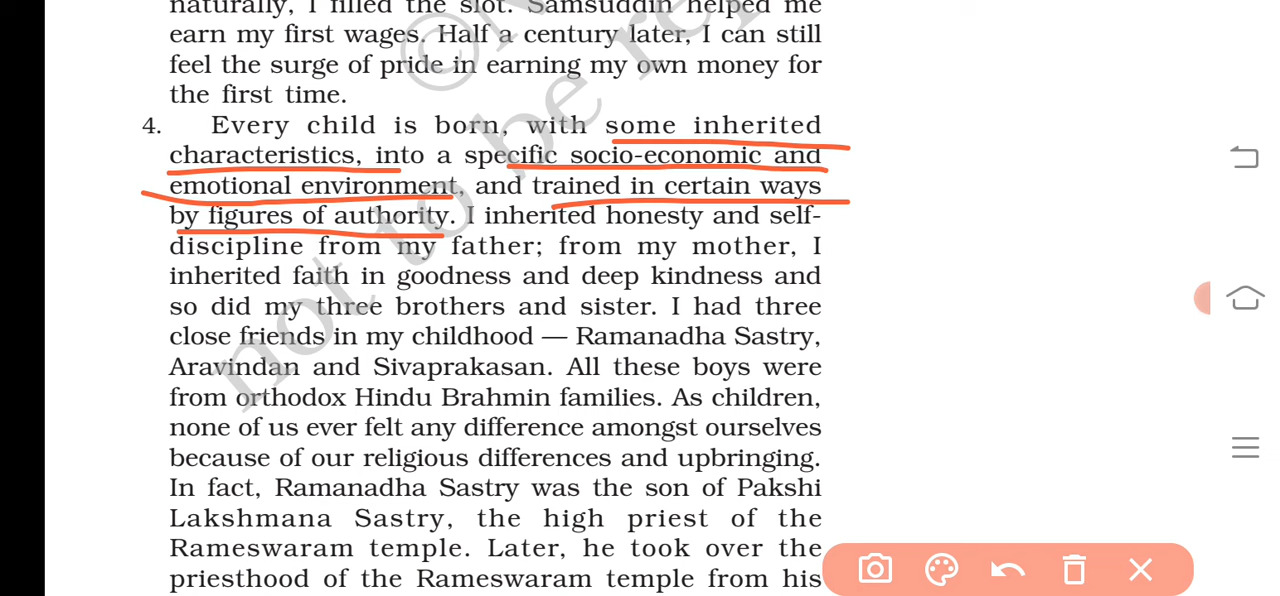 naturally, I filled the slot. Samsuddin helped me
earn my first wages. Half a century later, I can still
feel the surge of pride in earning my own money for
the first time.
4. Every child is born, with some inherited
characteristics, into a specific socio-economic and
emotional environment, and trained in certain ways
by figures of authority. I inherited honesty and self-
discipline from my father; from my mother, I
inherited faith in goodness and deep kindness and
so did my three brothers and sister. I had three
close friends in my childhood — Ramanadha Sastry,
Aravindan and Sivaprakasan. All these boys were
from orthodox Hindu Brahmin families. As children,
none of us ever felt any difference amongst ourselves
because of our religious differences and upbringing.
In fact, Ramanadha Sastry was the son of Pakshi
Lakshmana Sastry, the high priest of the
Rameswaram temple. Later, he took over the
priesthood of the Rameswaram temple from his
©N
not to be re